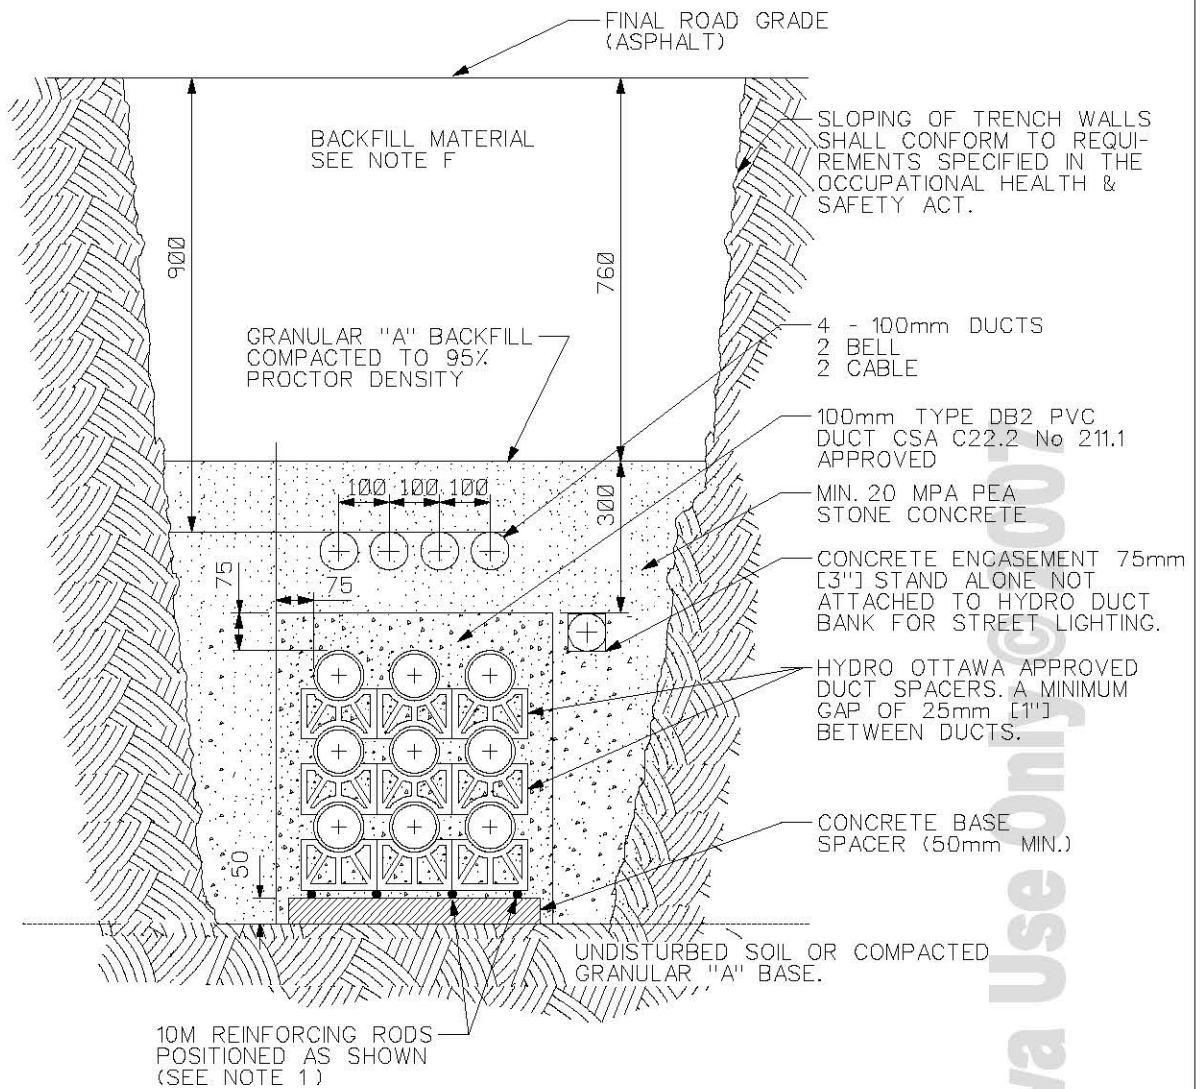 FINAL ROAD GRADE
(ASPHALT)
BACKFILL MATERIAL
SEE NOTE F
SLOPING OF TRENCH WALLS
SHALL CONFORM TO REQUI-
REMENTS SPECIFIED IN THE
OCCUPATIONAL HEALTH &
SAFETY ACT.
900
760
GRANULAR "A" BACKFILL
COMPACTED TO 95%
PROCTOR DENSITY
4 - 100mm DUCTS
2 BELL
2 CABLE
100mm TYPE DB2 PVC
DUCT CSA C22.2 No 211.1
APPROVED
100 100 100
300
MIN. 20 MPA PEA
STONE CONCRETE
75
75
CONCRETE ENCASEMENT 75mm
[3"] STAND ALONE NOT
ATTACHED TO HYDRO DUCT
BANK FOR STREET LIGHTING.
HYDRO OTTAWA APPROVED
DUCT SPACERS. A MINIMUM
GAP OF 25mm [1"]
BETWEEN DUCTS.
CONCRETE BASE
SPACER (50mm MIN.)
50
UNDISTURBED SOIL OR COMPACTED
GRANULAR "A" BASE.
10M REINFORCING RODS
POSITIONED AS SHOWN
(SEE NOTE 1)
va Use Only © 2007